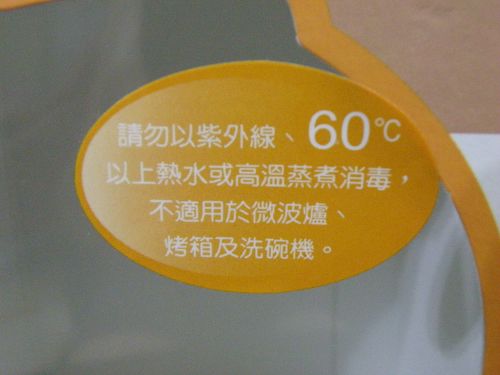 請勿以紫外線、60℃
以上熱水或高溫蒸煮消毒,
不適用於微波爐、
烤箱及洗碗機。